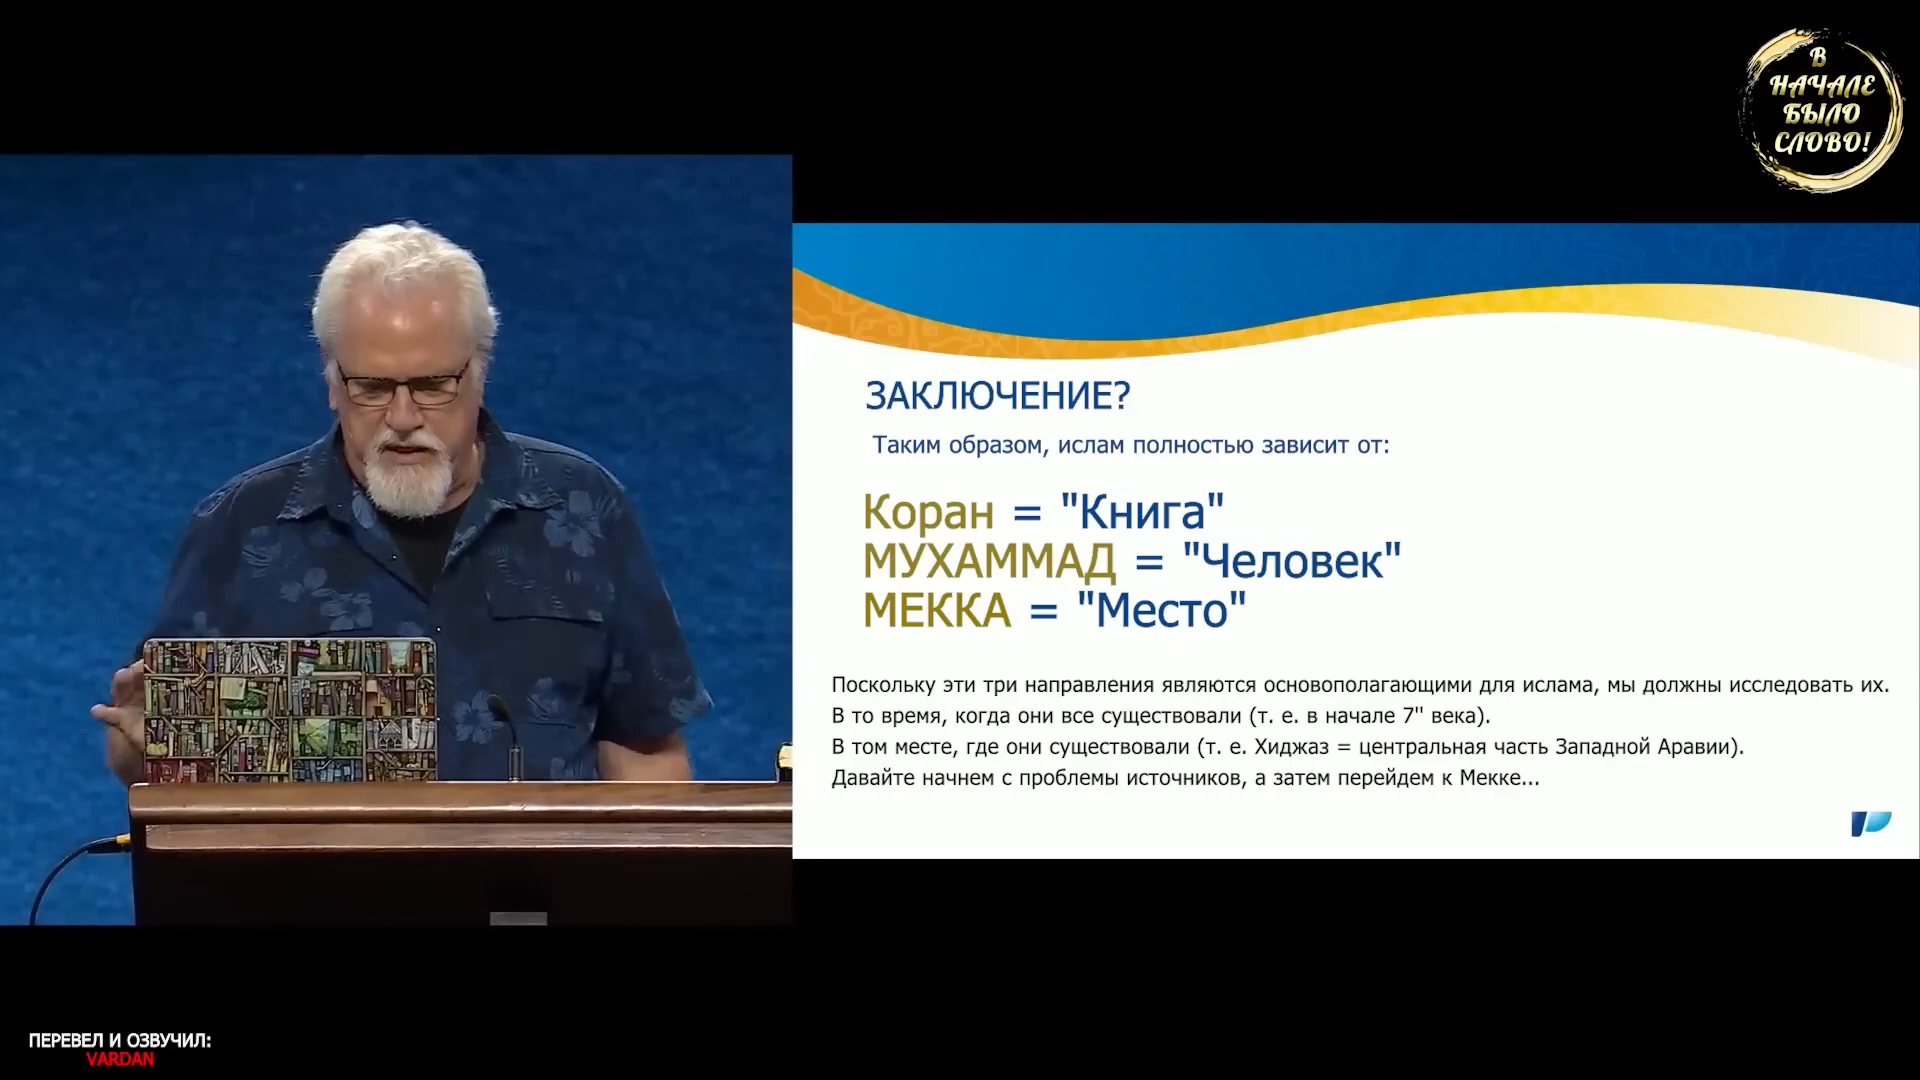 В
НАЧАЛЕ
БЫЛО
СЛОВО!
ЗАКЛЮЧЕНИЕ?
Таким образом, ислам полностью зависит от:
Коран = "Книга"
МУХАММАД = "Человек"
МЕККА = "Место"
Поскольку эти три направления являются основополагающими для ислама, мы должны исследовать их.
В то время, когда они все существовали (т. е. в начале 7" века).
В том месте, где они существовали (т. е. Хиджаз = центральная часть Западной Аравии).
Давайте начнем с проблемы источников, а затем перейдем к Мекке...
ПЕРЕВЕЛ И ОЗВУЧИЛ:
VARDAN